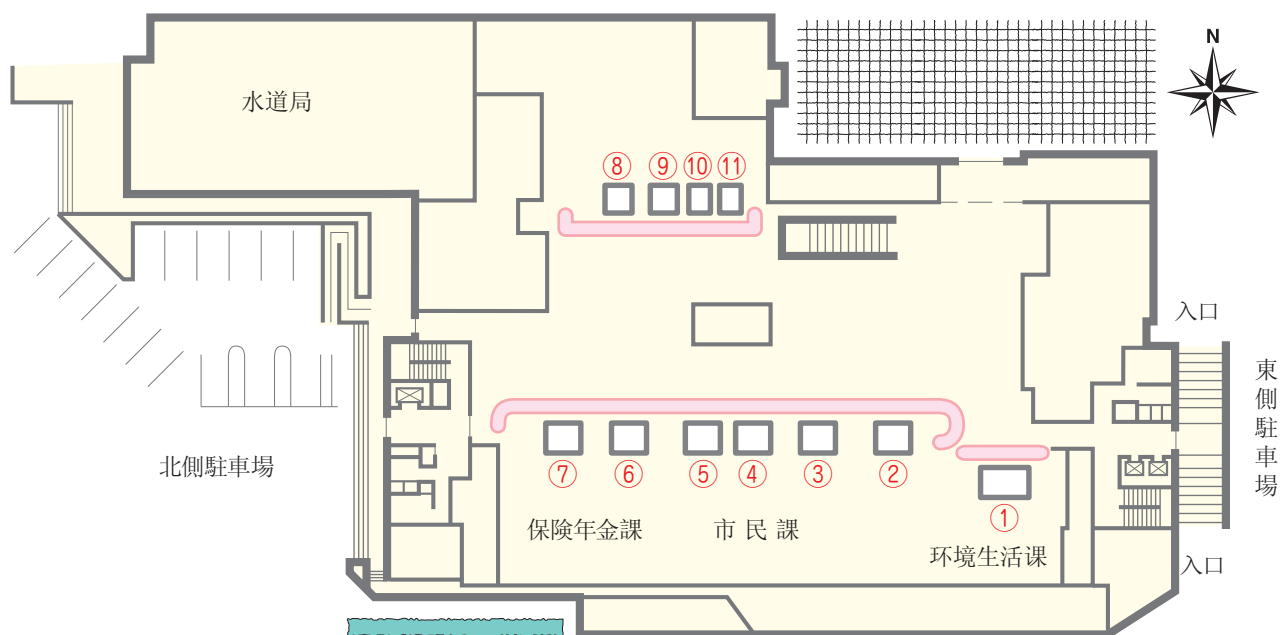 N
水道局
⑧ ⑨ ⑩ ⑪
入口
東側駐車場
北側駐車場
⑦ ⑥ ⑤ ④ ③ ② ①
保険年金課
市民課
环境生活课
入口